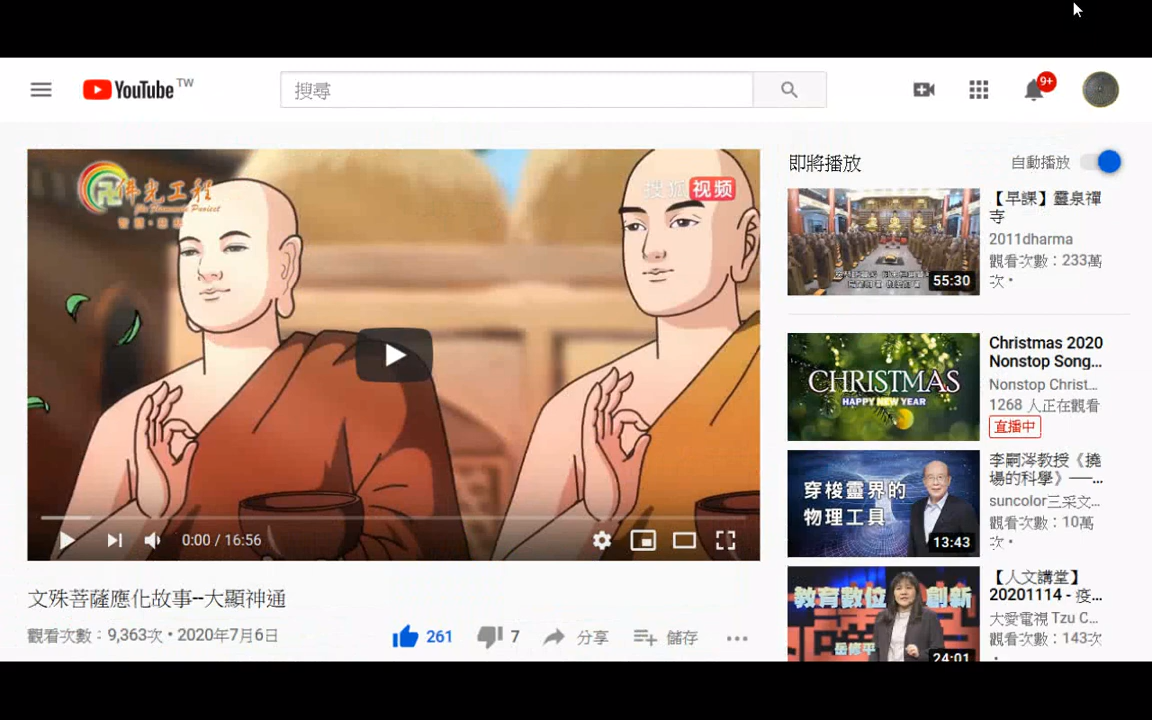 YouTube TW
搜尋
9+
佛光工程
搜狐视频
0:00 / 16:56
文殊菩薩應化故事--大顯神通
觀看次數：9,363次 • 2020年7月6日
261
7
分享
儲存
即將播放
自動播放
【早課】靈泉禪
寺
2011dharma
觀看次數：233萬
次 •
55:30
CHRISTMAS
HAPPY NEW YEAR
Christmas 2020
Nonstop Song...
Nonstop Christ...
1268 人正在觀看
直播中
穿梭靈界的
物理工具
13:43
李嗣涔教授《撓
場的科學》──...
suncolor三采文...
觀看次數：10萬
次 •
教育數位 創新
岳修平
24:01
【人文講堂】
20201114 - 疫...
大愛電視 Tzu C...
觀看次數：143次